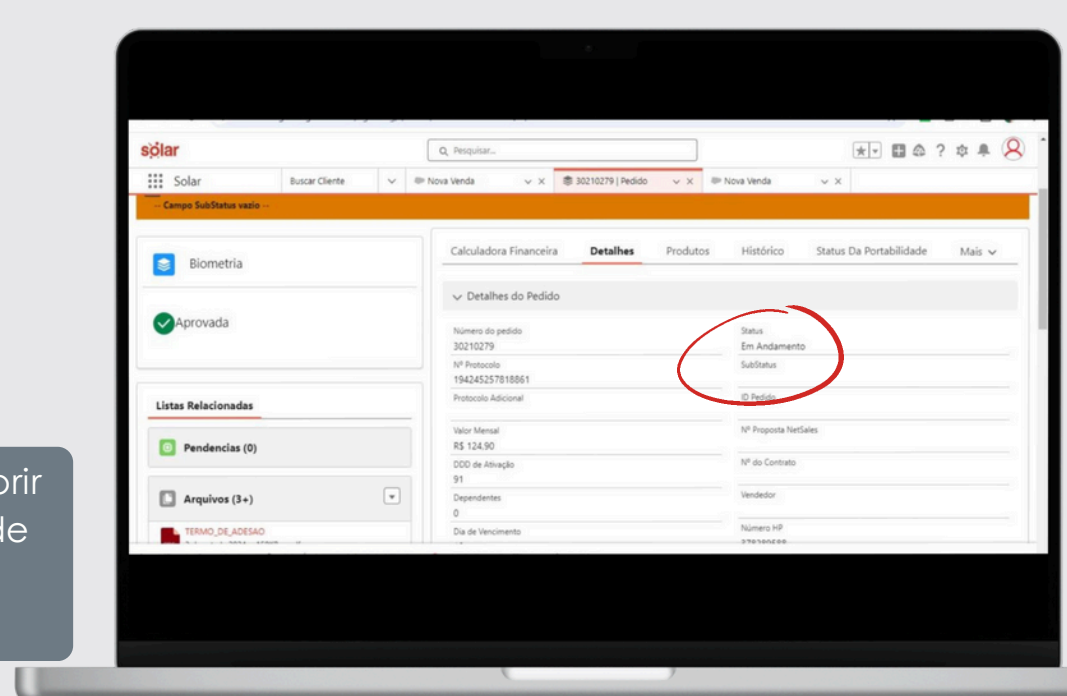 sólar
Pesquisar...
Solar
Buscar Cliente
Nova Venda
30210279 | Pedido
Nova Venda
-- Campo SubStatus vazio --
Biometria
Aprovada
Listas Relacionadas
Pendencias (0)
Arquivos (3+)
TERMO_DE_ADESAO
Calculadora Financeira
Detalhes
Produtos
Histórico
Status Da Portabilidade
Mais
Detalhes do Pedido
Número do pedido
30210279
Nº Protocolo
194245257818861
Protocolo Adicional
Valor Mensal
R$ 124.90
DDD de Ativação
91
Dependentes
0
Dia de Vencimento
Status
Em Andamento
SubStatus
ID Pedido
Nº Proposta NetSales
Nº do Contrato
Vendedor
Número HP
orir
de